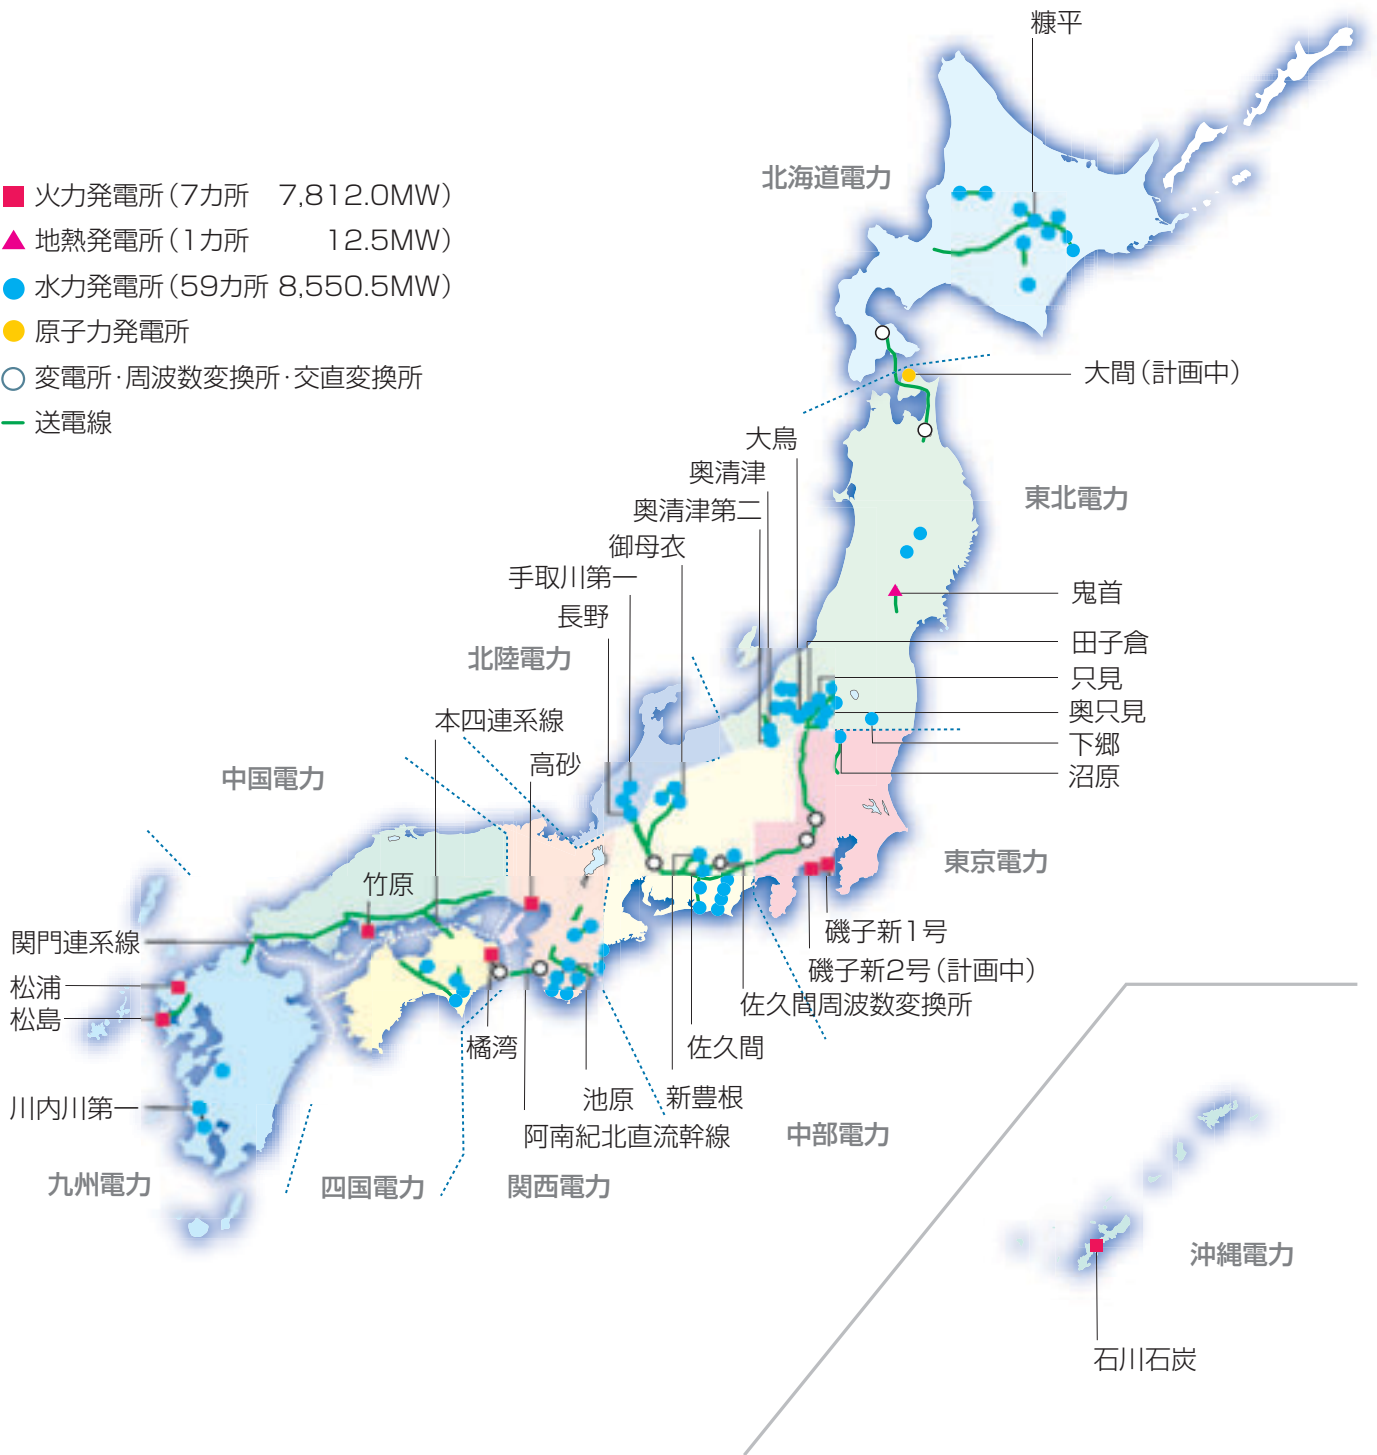 糠平
北海道電力
火力発電所(7カ所 7,812.0MW)
地熱発電所(1カ所 12.5MW)
水力発電所(59カ所 8,550.5MW)
原子力発電所
変電所·周波数変換所·交直変換所
送電線
大間(計画中)
大鳥
奥清津
奥清津第二
御母衣
手取川第一
長野
東北電力
鬼首
田子倉
只見
奥只見
下郷
沼原
北陸電力
本四連系線
高砂
中国電力
東京電力
竹原
関門連系線
松浦
松島
川内川第一
九州電力
磯子新1号
磯子新2号(計画中)
佐久間周波数変換所
佐久間
橘湾
池原
新豊根
阿南紀北直流幹線
中部電力
四国電力
関西電力
沖縄電力
石川石炭